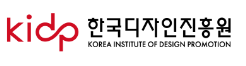 kidp 한국디자인진흥원
KOREA INSTITUTE OF DESIGN PROMOTION